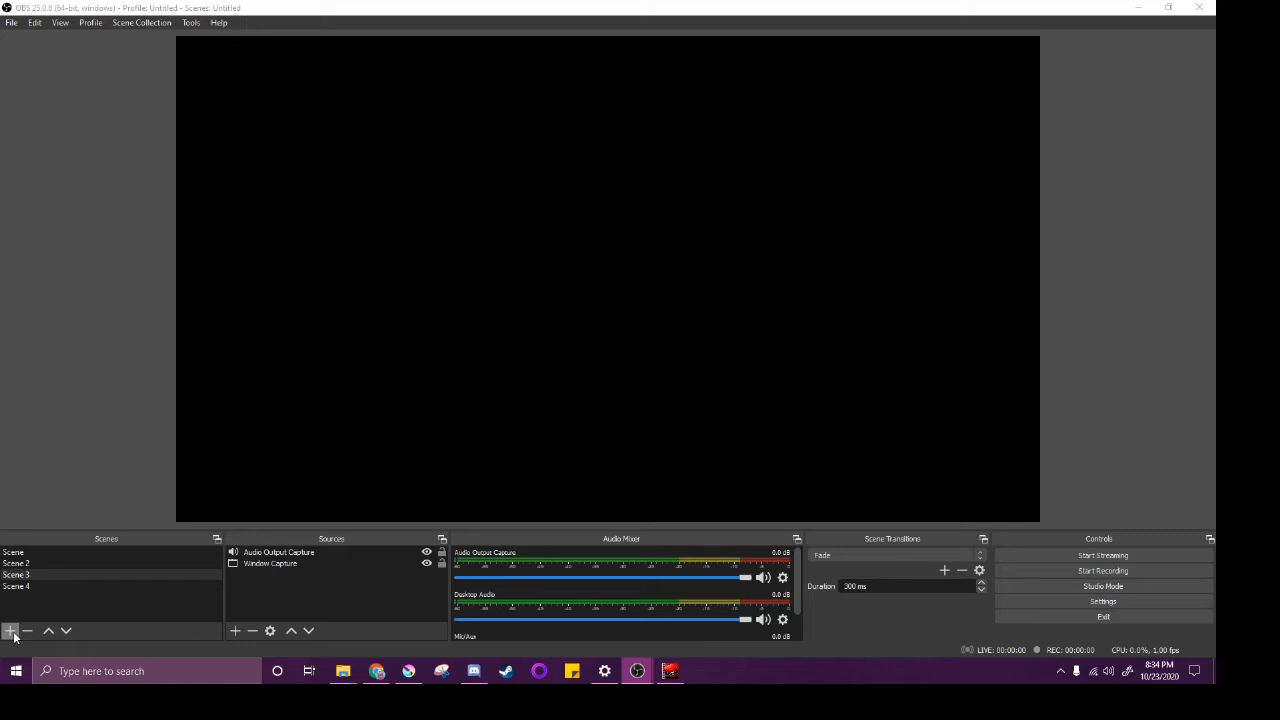 OBS 25.0.8 (64-bit, windows) - Profile: Untitled - Scenes: Untitled
File Edit View Profile Scene Collection Tools Help
Scenes
Scene
Scene 2
Scene 3
Scene 4
Sources
Audio Output Capture
Window Capture
Audio Mixer
Audio Output Capture 0.0 dB
Desktop Audio 0.0 dB
Mic/Aux
Scene Transitions
Fade
Duration 300 ms
Controls
Start Streaming
Start Recording
Studio Mode
Settings
Exit
LIVE: 00:00:00 REC: 00:00:00 CPU: 0.0%, 1.00 fps
Type here to search
8:34 PM
10/23/2020